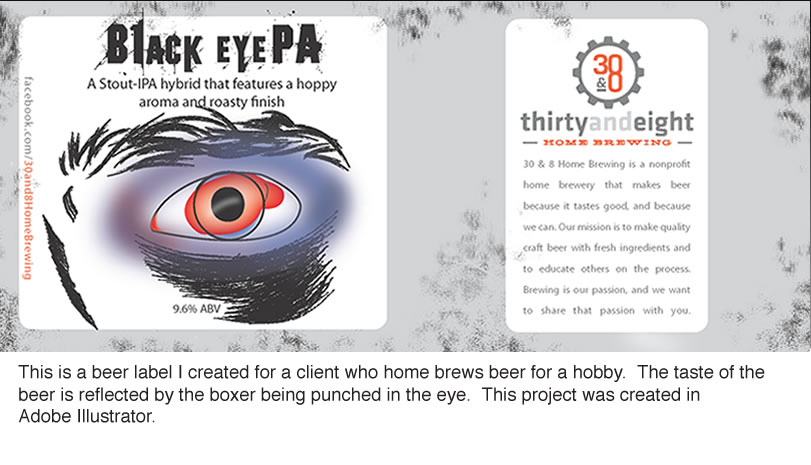 Black eyePA
A Stout-IPA hybrid that features a hoppy
aroma and roasty finish
facebook.com/30and8HomeBrewing
9.6% ABV
30
&
8
thirtyandeight
HOME BREWING
30 & 8 Home Brewing is a nonprofit
home brewery that makes beer
because it tastes good, and because
we can. Our mission is to make quality
craft beer with fresh ingredients and
to educate others on the process.
Brewing is our passion, and we want
to share that passion with you.
This is a beer label I created for a client who home brews beer for a hobby. The taste of the
beer is reflected by the boxer being punched in the eye. This project was created in
Adobe Illustrator.